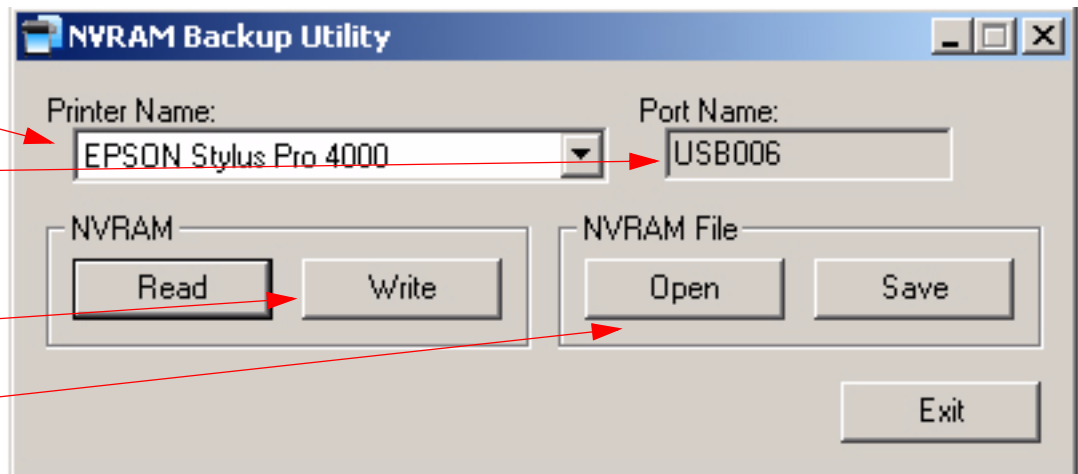 NVRAM Backup Utility
Printer Name: Port Name:
EPSON Stylus Pro 4000 USB006
NVRAM NVRAM File
Read Write Open Save
Exit